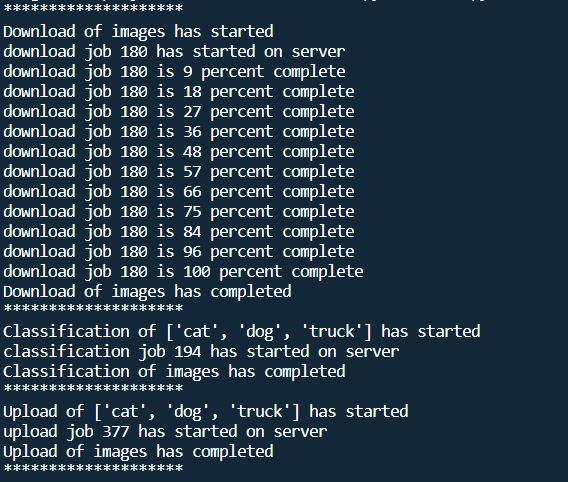 ********************
Download of images has started
download job 180 has started on server
download job 180 is 9 percent complete
download job 180 is 18 percent complete
download job 180 is 27 percent complete
download job 180 is 36 percent complete
download job 180 is 48 percent complete
download job 180 is 57 percent complete
download job 180 is 66 percent complete
download job 180 is 75 percent complete
download job 180 is 84 percent complete
download job 180 is 96 percent complete
download job 180 is 100 percent complete
Download of images has completed
********************
Classification of ['cat', 'dog', 'truck'] has started
classification job 194 has started on server
Classification of images has completed
********************
Upload of ['cat', 'dog', 'truck'] has started
upload job 377 has started on server
Upload of images has completed
********************